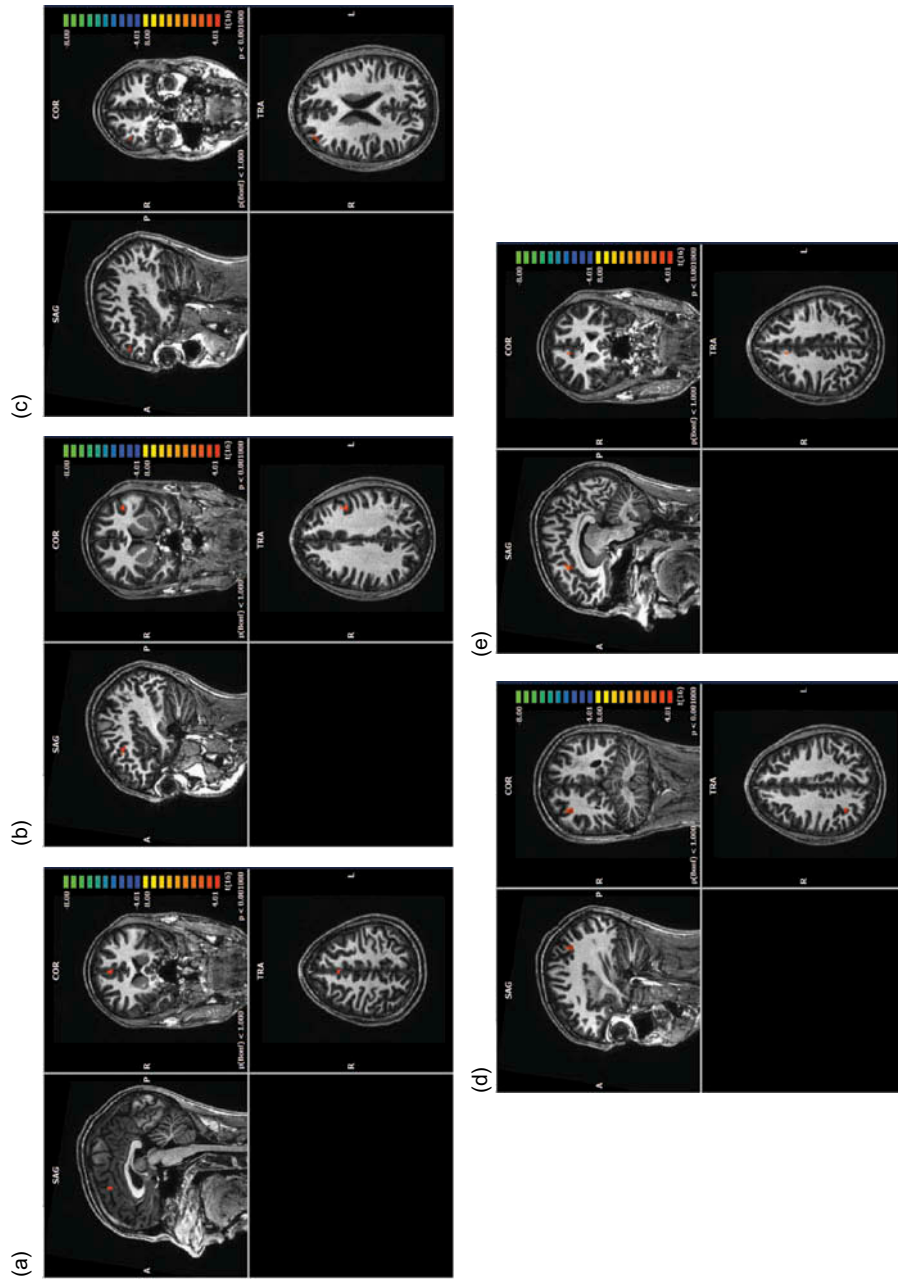 (a)
SAG
A
P
COR
R
p(Bonf) < 1.000
-8.00
-4.01
8.00
4.01
t(16)
p < 0.001000
TRA
R
L
(b)
SAG
A
P
COR
R
p(Bonf) < 1.000
-8.00
-4.01
8.00
4.01
t(16)
p < 0.001000
TRA
R
L
(c)
SAG
A
P
COR
R
p(Bonf) < 1.000
-8.00
-4.01
8.00
4.01
t(16)
p < 0.001000
TRA
R
L
(d)
SAG
A
P
COR
R
p(Bonf) < 1.000
-8.00
-4.01
8.00
4.01
t(16)
p < 0.001000
TRA
R
L
(e)
SAG
A
P
COR
R
p(Bonf) < 1.000
-8.00
-4.01
8.00
4.01
t(16)
p < 0.001000
TRA
R
L